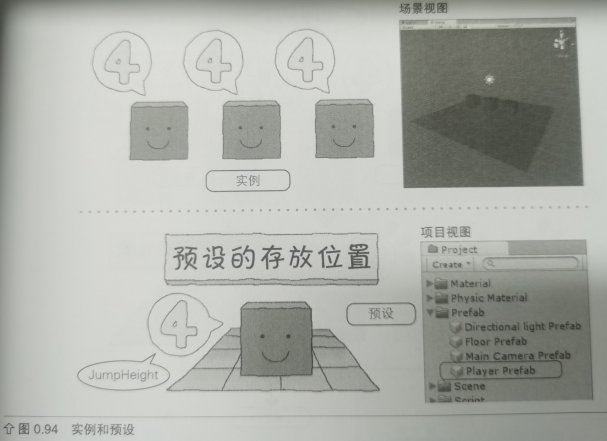 场景视图
4 4 4
实例
项目视图
Project
Create
预设的存放位置
Material
Physic Material
Prefab
Directional light Prefab
Floor Prefab
Main Camera Prefab
Player Prefab
Scene
Script
4
预设
JumpHeight
图 0.94 实例和预设